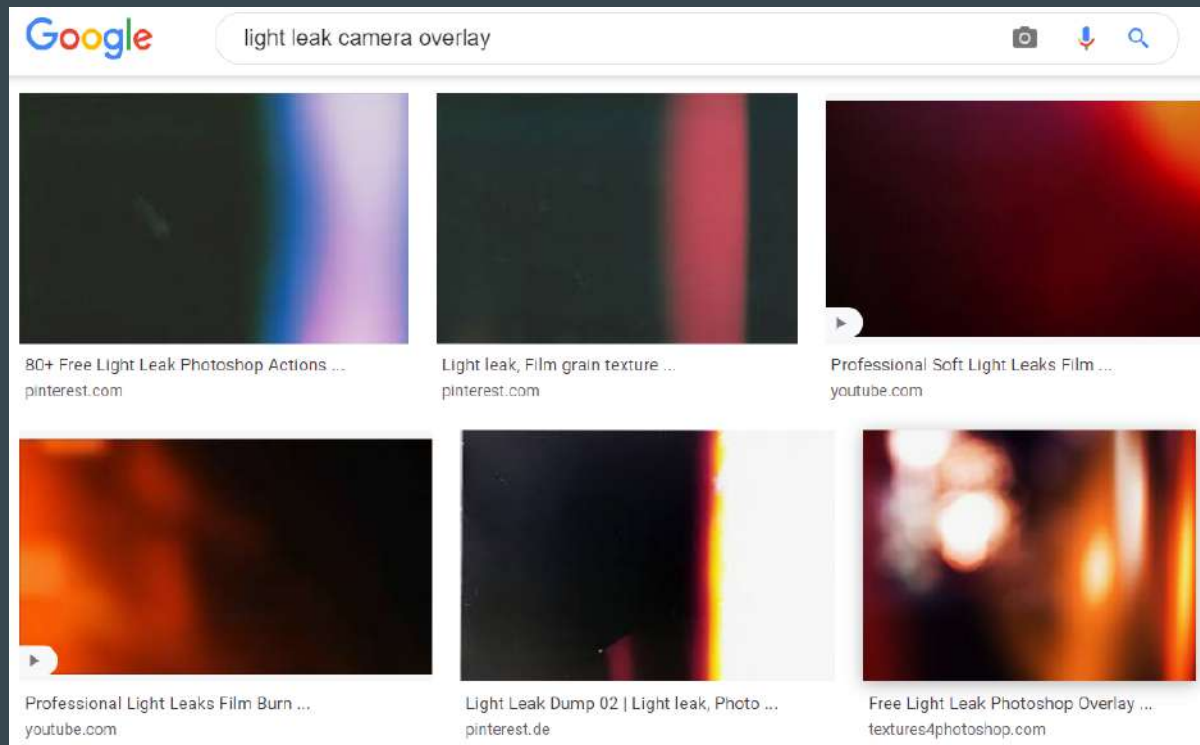 Google
light leak camera overlay
80+ Free Light Leak Photoshop Actions ...
pinterest.com
Light leak, Film grain texture ...
pinterest.com
Professional Soft Light Leaks Film ...
youtube.com
Professional Light Leaks Film Burn ...
youtube.com
Light Leak Dump 02 | Light leak, Photo ...
pinterest.de
Free Light Leak Photoshop Overlay ...
textures4photoshop.com